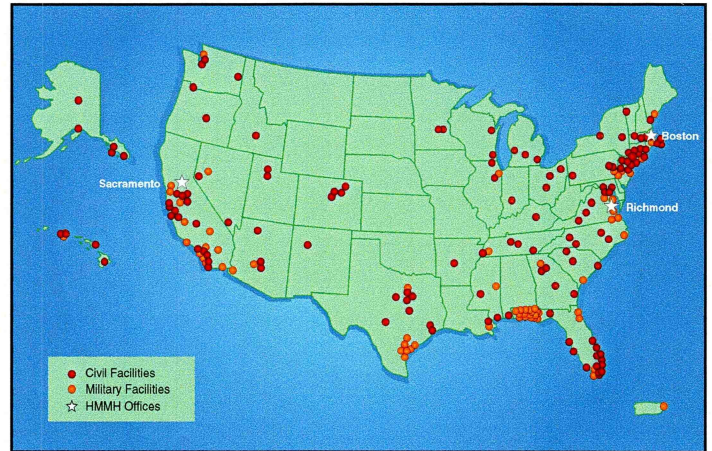 Boston
Sacramento
Richmond
Civil Facilities
Military Facilities
HMMH Offices